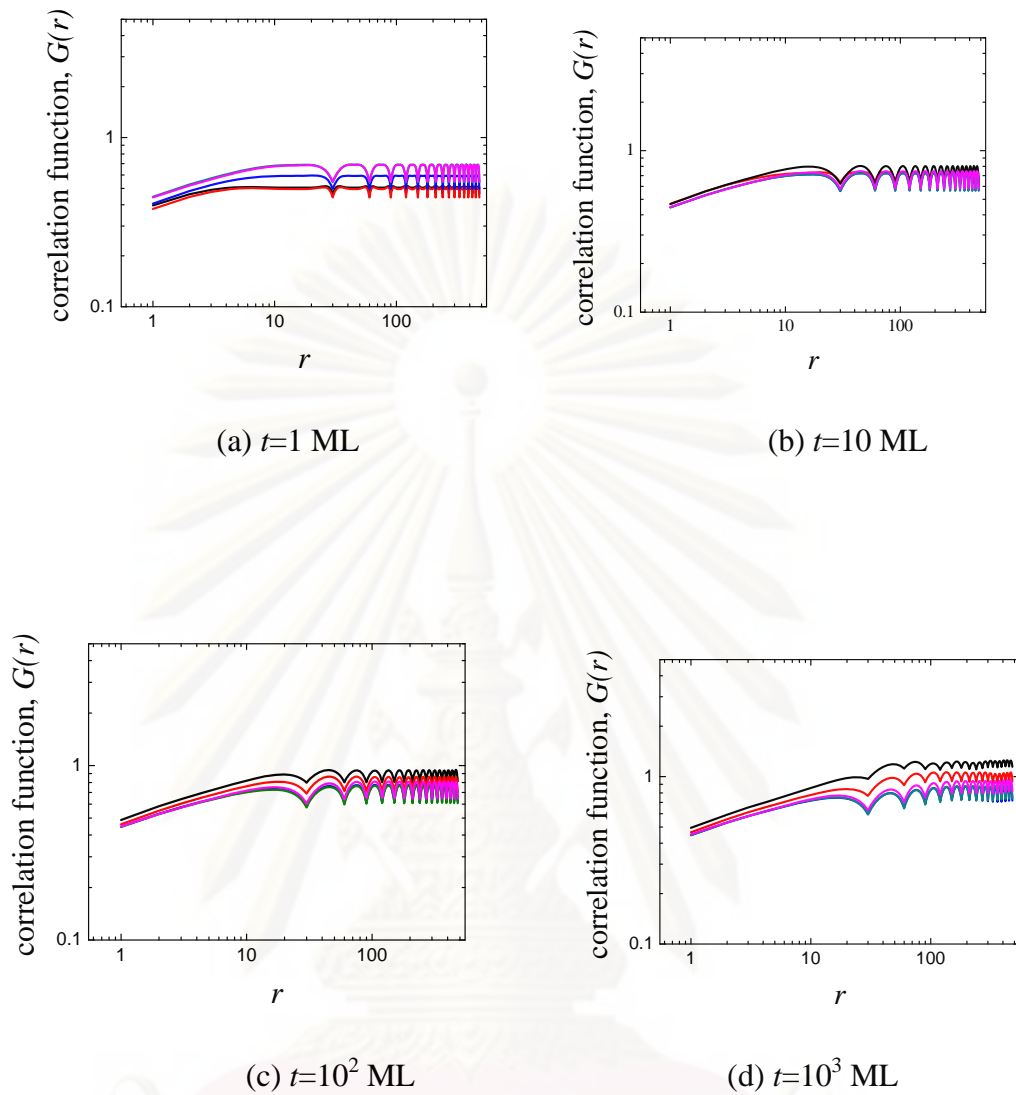 correlation function, G(r)
1
0.1
1
10
100
r
(a) t=1 ML
correlation function, G(r)
1
0.1
1
10
100
r
(b) t=10 ML
correlation function, G(r)
1
0.1
1
10
100
r
(c) t=10² ML
correlation function, G(r)
1
0.1
1
10
100
r
(d) t=10³ ML